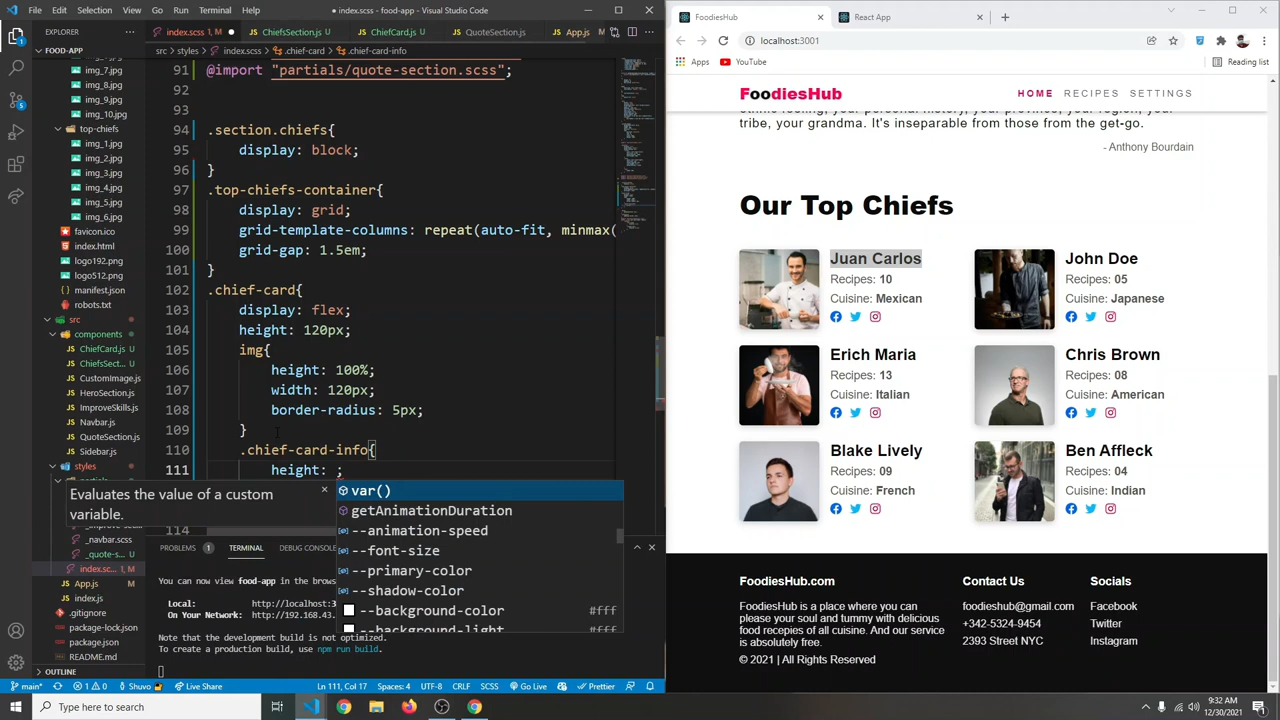 File Edit Selection View Go Run Terminal Help
index.scss - food-app - Visual Studio Code
FoodiesHub
React App
EXPLORER
index.scss 1, M
ChiefsSection.js U
ChiefCard.js U
QuoteSection.js U
App.js
localhost:3001
FOOD-APP
src > styles > index.scss > .chief-card > .chief-card-info
Apps
YouTube
Reading list
img_7.jpg
img_8.jpg
img_9.jpg
img_10.jpg
top-chiefs
img_1.jpg
img_2.jpg
img_3.jpg
img_4.jpg
img_5.jpg
img_6.jpg
favicon.ico
index.html
logo192.png
logo512.png
manifest.json
robots.txt
src
components
ChiefCard.js U
ChiefsSect... U
CustomImage.js
HeroSection.js
ImproveSkills.js
Navbar.js
QuoteSection.js
Sidebar.js
styles
_navbar.scss
_quote-s... U
index.sc... 1, M
App.js M
index.js
.gitignore
package-lock.json
package.json
README.md
OUTLINE
91 @import "partials/quote-section.scss";
92
93
94 .section.chiefs{
95 display: block;
96 }
97 .top-chiefs-container{
98 display: grid;
99 grid-template-columns: repeat(auto-fit, minmax(
100 grid-gap: 1.5em;
101 }
102 .chief-card{
103 display: flex;
104 height: 120px;
105 img{
106 height: 100%;
107 width: 120px;
108 border-radius: 5px;
109 }
110 .chief-card-info{
111 height: ;
114
Evaluates the value of a custom
variable.
var()
getAnimationDuration
--animation-speed
--font-size
--primary-color
--shadow-color
--background-color #fff
--background-light #fff
PROBLEMS 1 TERMINAL DEBUG CONSOLE
You can now view food-app in the brows
Local: http://localhost:3
On Your Network: http://192.168.43.
Note that the development build is not optimized.
To create a production build, use npm run build.
main* 1 0 Shuvo Live Share
Ln 111, Col 17 Spaces: 4 UTF-8 CRLF SCSS Go Live Prettier
FoodiesHub
HOME RECIPES SETTINGS
tribe, your grandma. It's inseparable from those from the get-go.
- Anthony Bourdain
Our Top Chiefs
Juan Carlos
Recipes: 10
Cuisine: Mexican
John Doe
Recipes: 05
Cuisine: Japanese
Erich Maria
Recipes: 13
Cuisine: Italian
Chris Brown
Recipes: 08
Cuisine: American
Blake Lively
Recipes: 09
Cuisine: French
Ben Affleck
Recipes: 04
Cuisine: Indian
FoodiesHub.com
FoodiesHub is a place where you can
please your soul and tummy with delicious
food recepies of all cuisine. And our service
is absolutely free.
© 2021 | All Rights Reserved
Contact Us
foodieshub@gmail.com
+342-5324-9454
2393 Street NYC
Socials
Facebook
Twitter
Instagram
Type here to search
9:32 AM
12/30/2021